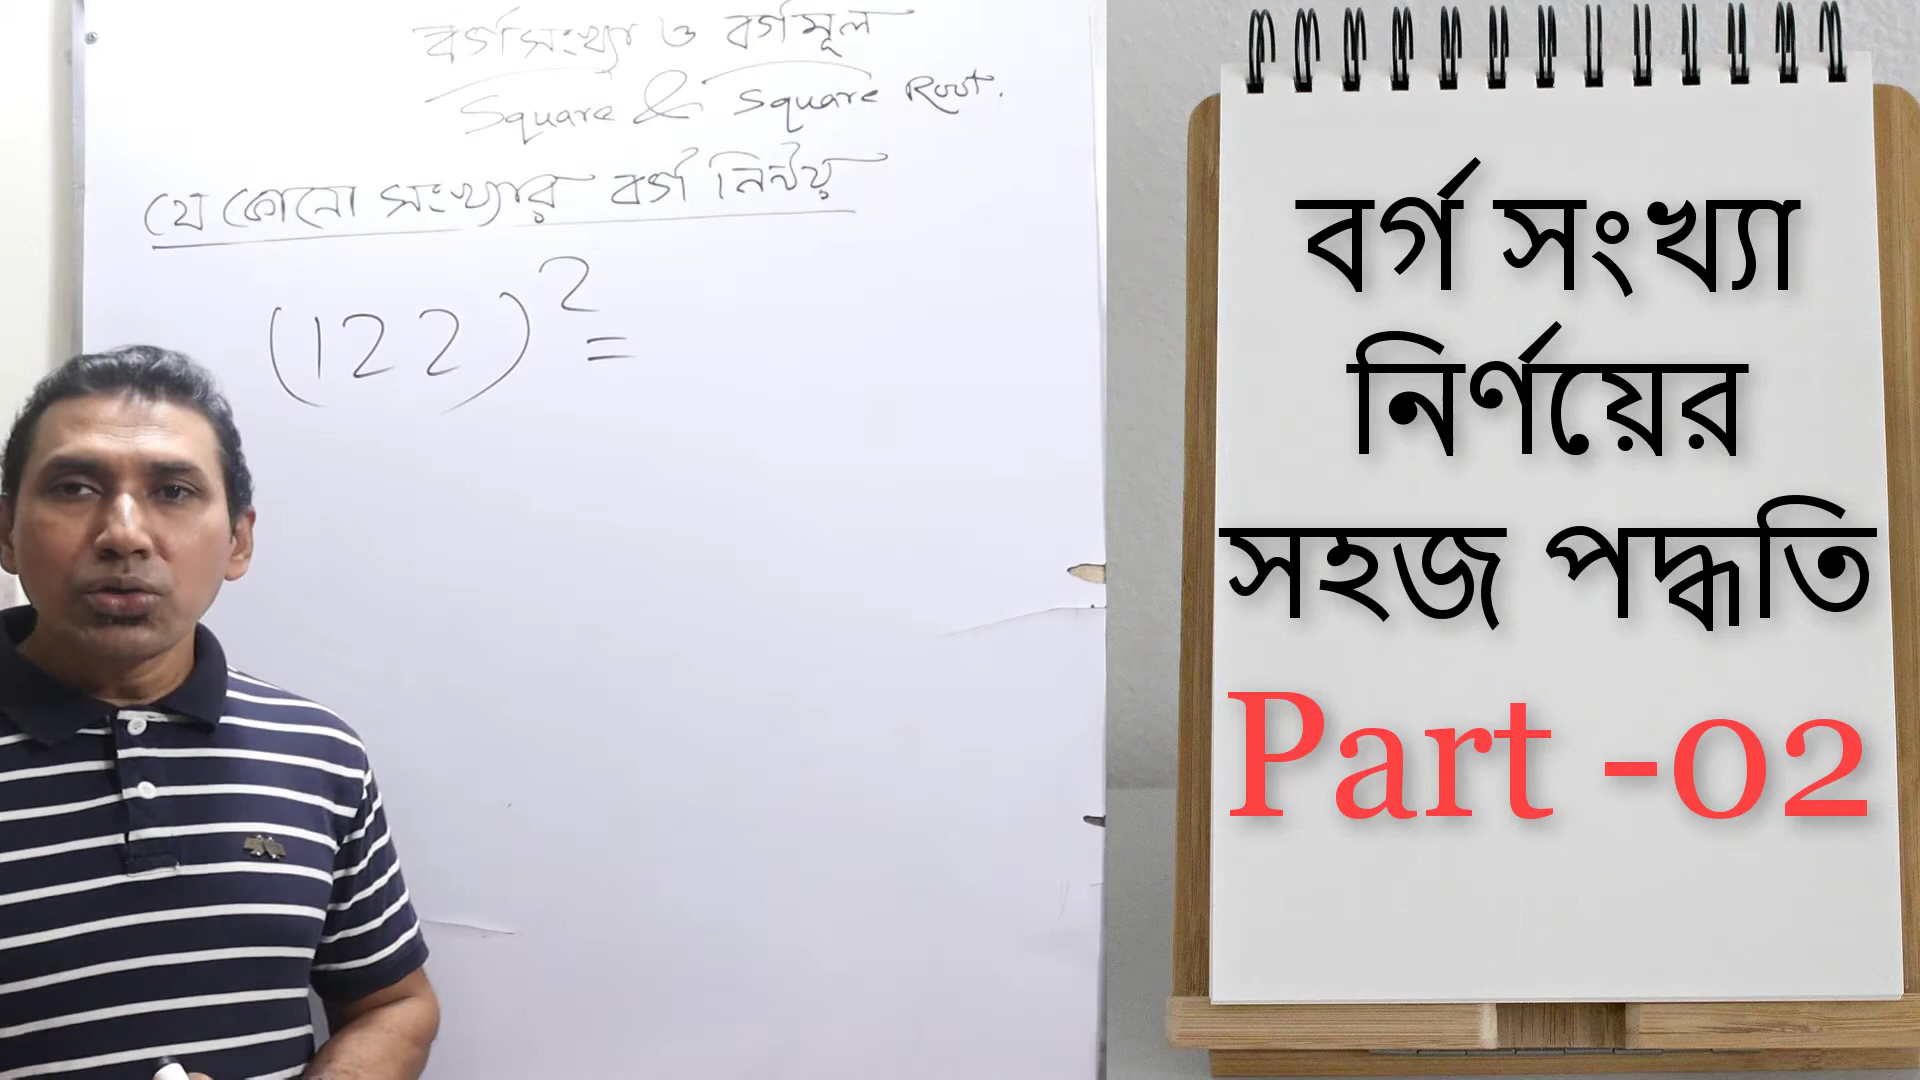 বর্গসংখ্যা ও বর্গমূল
Square & Square Root.
যে কোনো সংখ্যার বর্গ নির্ণয়
(122)² =
বর্গ সংখ্যা
নির্ণয়ের
সহজ পদ্ধতি
Part -02